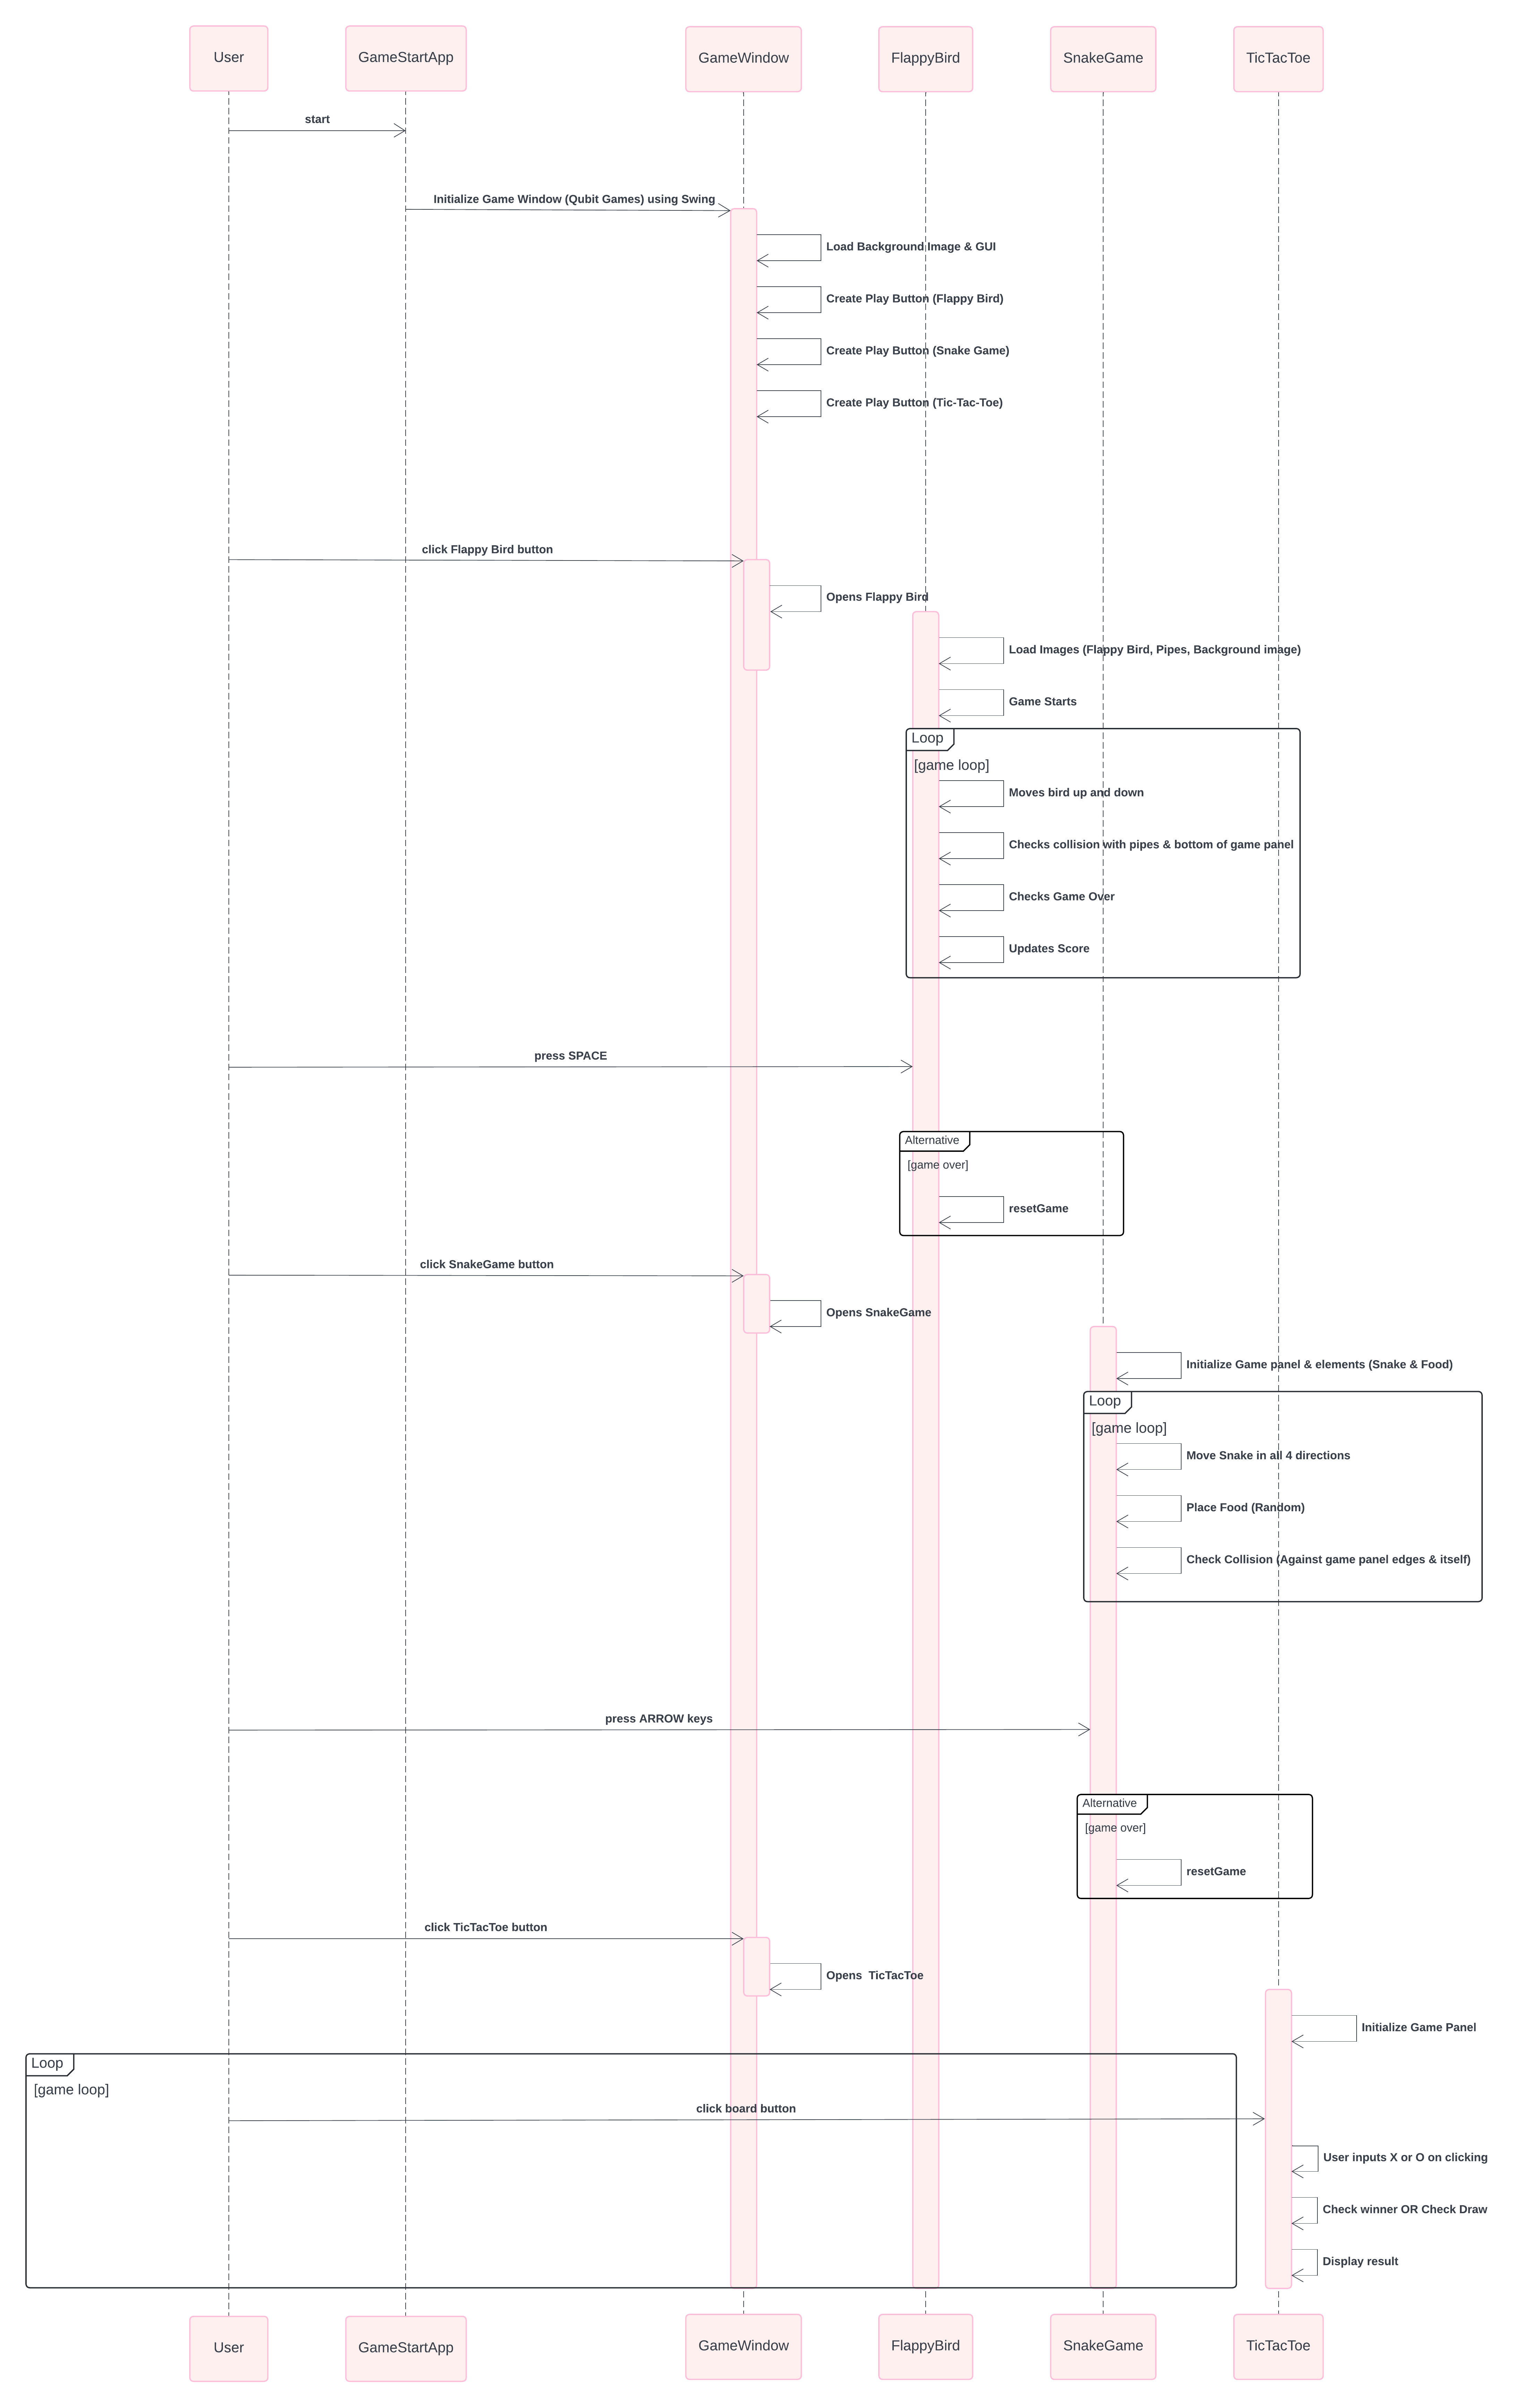 User
GameStartApp
GameWindow
FlappyBird
SnakeGame
TicTacToe
start
Initialize Game Window (Qubit Games) using Swing
Load Background Image & GUI
Create Play Button (Flappy Bird)
Create Play Button (Snake Game)
Create Play Button (Tic-Tac-Toe)
click Flappy Bird button
Opens Flappy Bird
Load Images (Flappy Bird, Pipes, Background image)
Game Starts
Loop
[game loop]
Moves bird up and down
Checks collision with pipes & bottom of game panel
Checks Game Over
Updates Score
press SPACE
Alternative
[game over]
resetGame
click SnakeGame button
Opens SnakeGame
Initialize Game panel & elements (Snake & Food)
Loop
[game loop]
Move Snake in all 4 directions
Place Food (Random)
Check Collision (Against game panel edges & itself)
press ARROW keys
Alternative
[game over]
resetGame
click TicTacToe button
Opens  TicTacToe
Initialize Game Panel
Loop
[game loop]
click board button
User inputs X or O on clicking
Check winner OR Check Draw
Display result
User
GameStartApp
GameWindow
FlappyBird
SnakeGame
TicTacToe